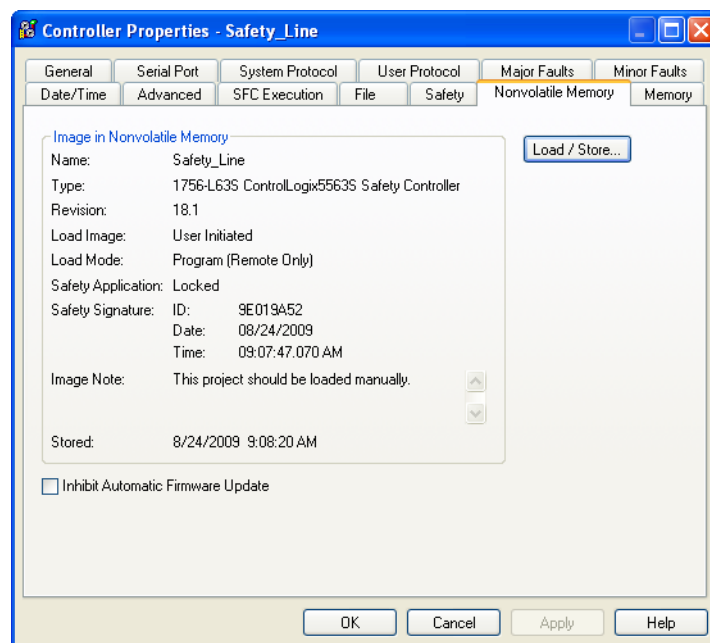 Controller Properties - Safety_Line
General Serial Port System Protocol User Protocol Major Faults Minor Faults
Date/Time Advanced SFC Execution File Safety Nonvolatile Memory Memory
Image in Nonvolatile Memory
Load / Store...
Name: Safety_Line
Type: 1756-L63S ControlLogix5563S Safety Controller
Revision: 18.1
Load Image: User Initiated
Load Mode: Program (Remote Only)
Safety Application: Locked
Safety Signature: ID: 9E019A52
Date: 08/24/2009
Time: 09:07:47.070 AM
Image Note: This project should be loaded manually.
Stored: 8/24/2009 9:08:20 AM
Inhibit Automatic Firmware Update
OK Cancel Apply Help